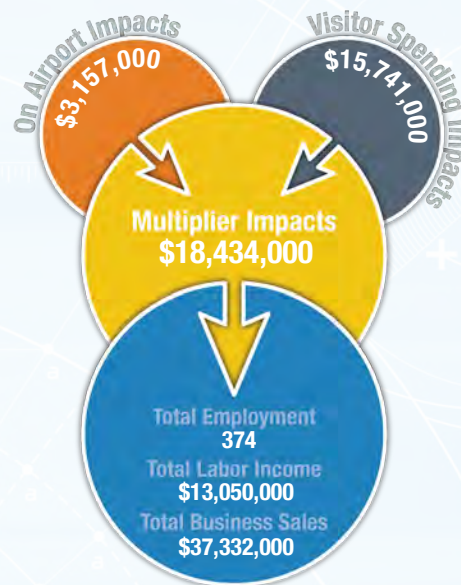 On Airport Impacts
$3,157,000
Visitor Spending Impacts
$15,741,000
Multiplier Impacts
$18,434,000
Total Employment
374
Total Labor Income
$13,050,000
Total Business Sales
$37,332,000